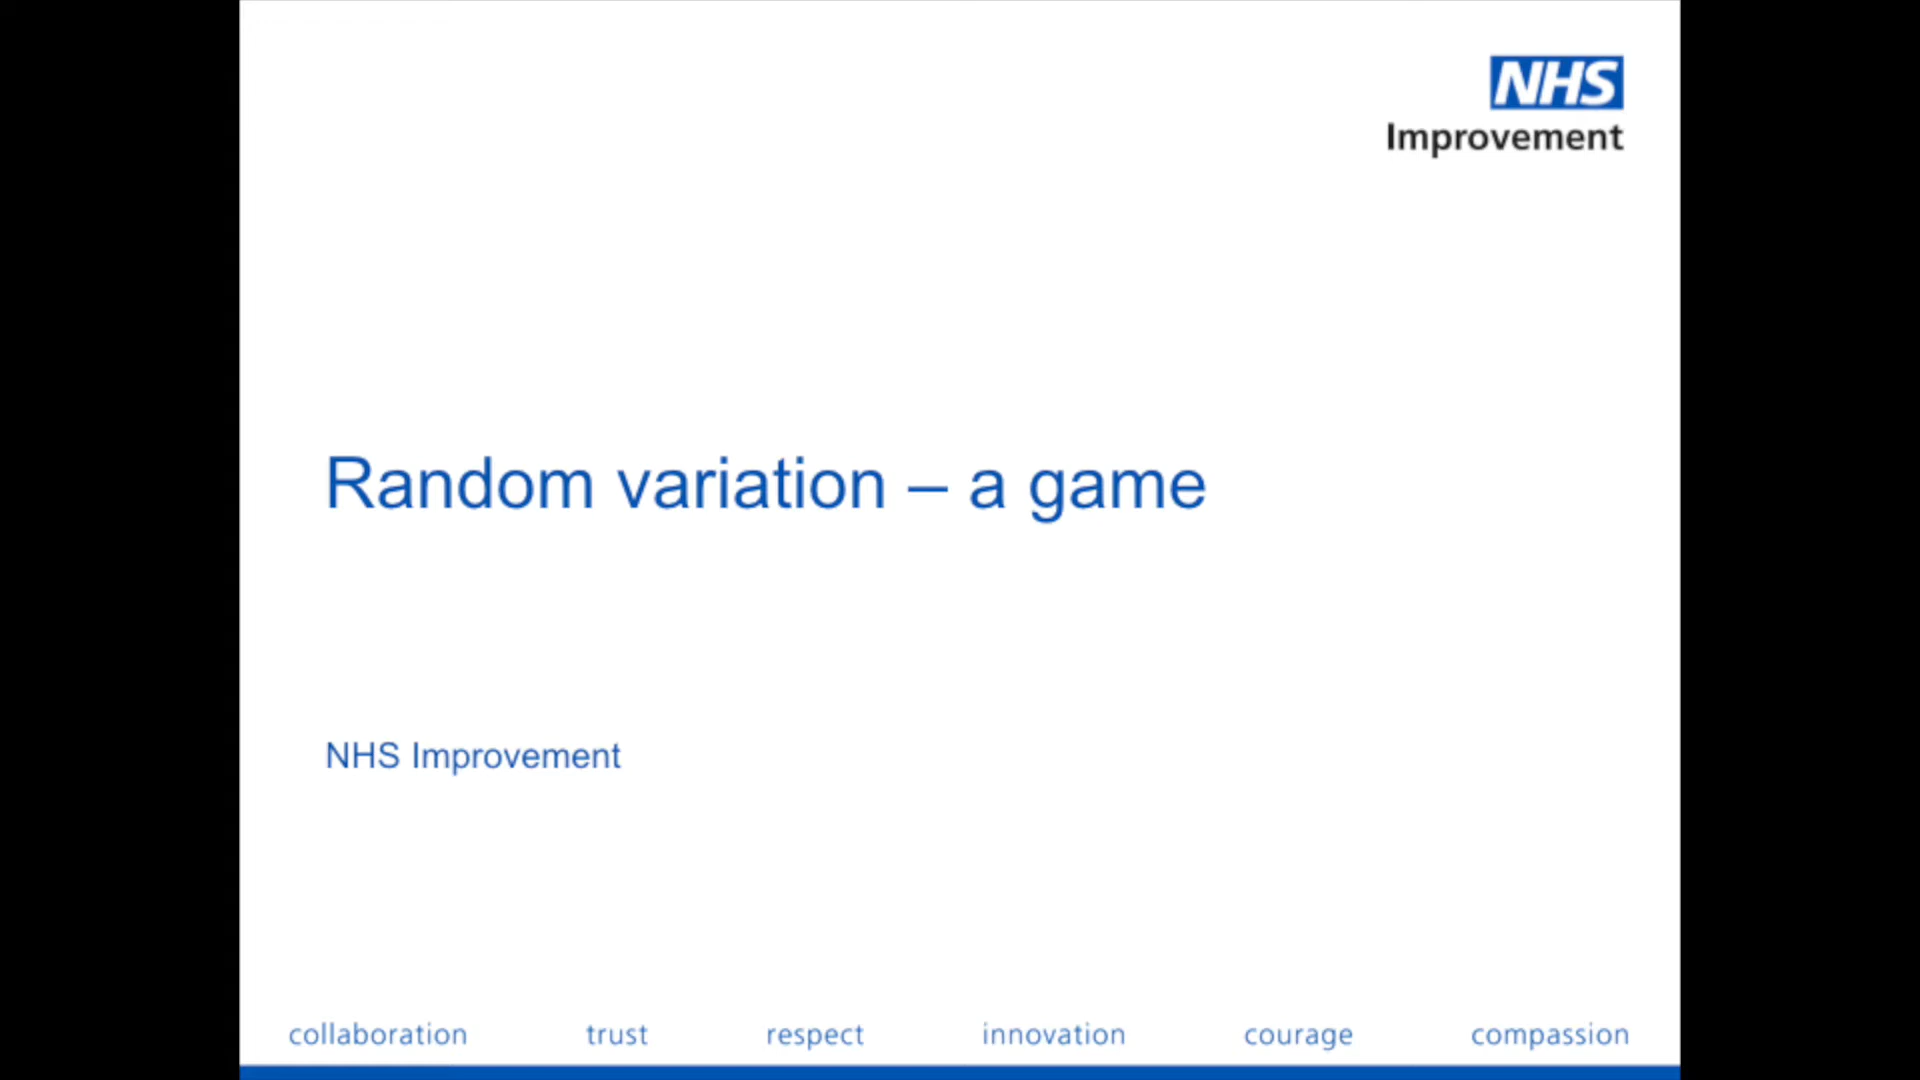 NHS
Improvement
Random variation – a game
NHS Improvement
collaboration trust respect innovation courage compassion